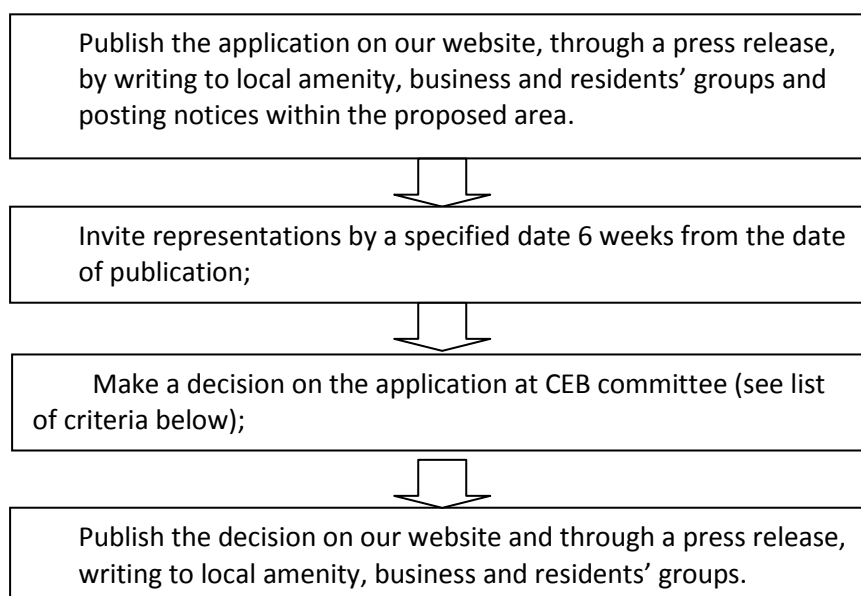 Publish the application on our website, through a press release,
by writing to local amenity, business and residents’ groups and
posting notices within the proposed area.
Invite representations by a specified date 6 weeks from the date
of publication;
Make a decision on the application at CEB committee (see list
of criteria below);
Publish the decision on our website and through a press release,
writing to local amenity, business and residents’ groups.